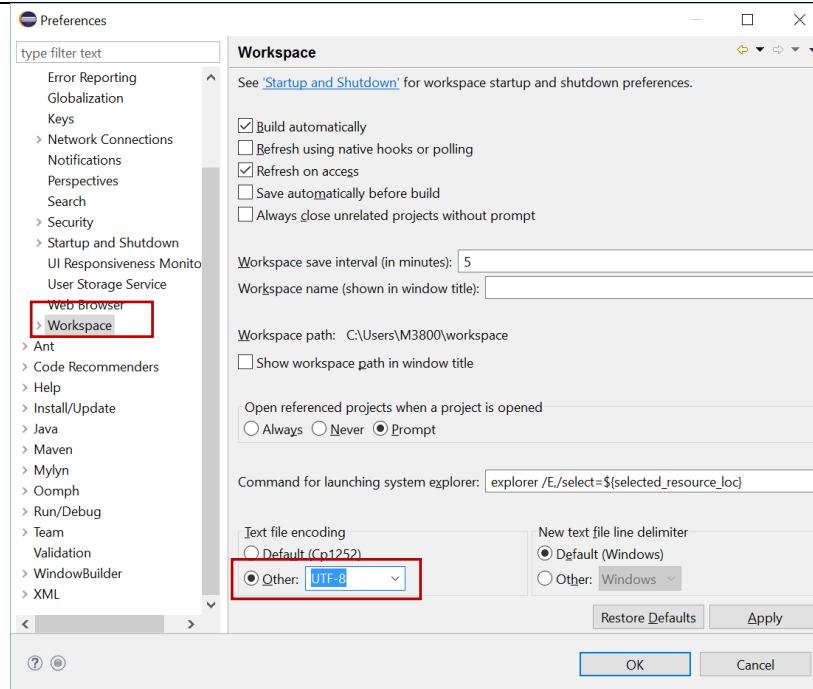 Preferences
type filter text
Error Reporting
Globalization
Keys
Network Connections
Notifications
Perspectives
Search
Security
Startup and Shutdown
UI Responsiveness Monito
User Storage Service
Web Browser
Workspace
Ant
Code Recommenders
Help
Install/Update
Java
Maven
Mylyn
Oomph
Run/Debug
Team
Validation
WindowBuilder
XML
Workspace
See 'Startup and Shutdown' for workspace startup and shutdown preferences.
Build automatically
Refresh using native hooks or polling
Refresh on access
Save automatically before build
Always close unrelated projects without prompt
Workspace save interval (in minutes): 5
Workspace name (shown in window title):
Workspace path: C:\Users\M3800\workspace
Show workspace path in window title
Open referenced projects when a project is opened
Always Never Prompt
Command for launching system explorer: explorer /E,/select=${selected_resource_loc}
Text file encoding
Default (Cp1252)
Other: UTF-8
New text file line delimiter
Default (Windows)
Other: Windows
Restore Defaults Apply
OK Cancel